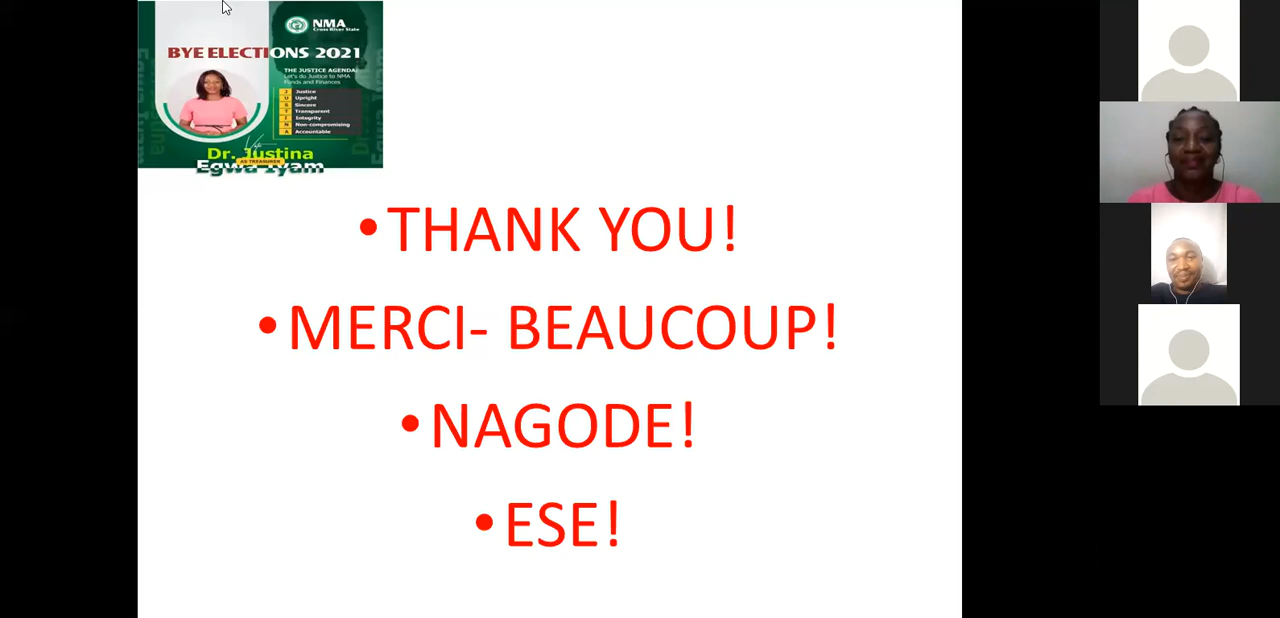 NMA
Cross River State
BYE ELECTIONS 2021
THE JUSTICE AGENDA:
Let's do Justice to NMA
Funds and Finances
J Justice
U Upright
S Sincere
T Transparent
I Integrity
N Non-compromising
A Accountable
Vote
Dr. Justina
AS TREASURER
Egwa Iyam
•THANK YOU!
•MERCI- BEAUCOUP!
•NAGODE!
•ESE!